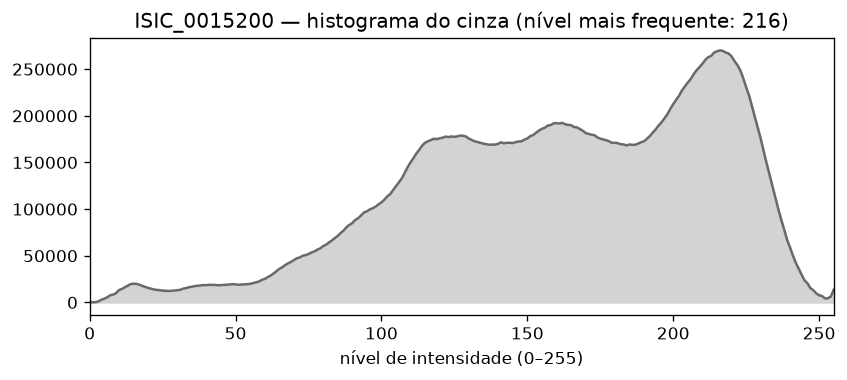 ISIC_0015200 — histograma do cinza (nível mais frequente: 216)
250000
200000
150000
100000
50000
0
0 50 100 150 200 250
nível de intensidade (0–255)